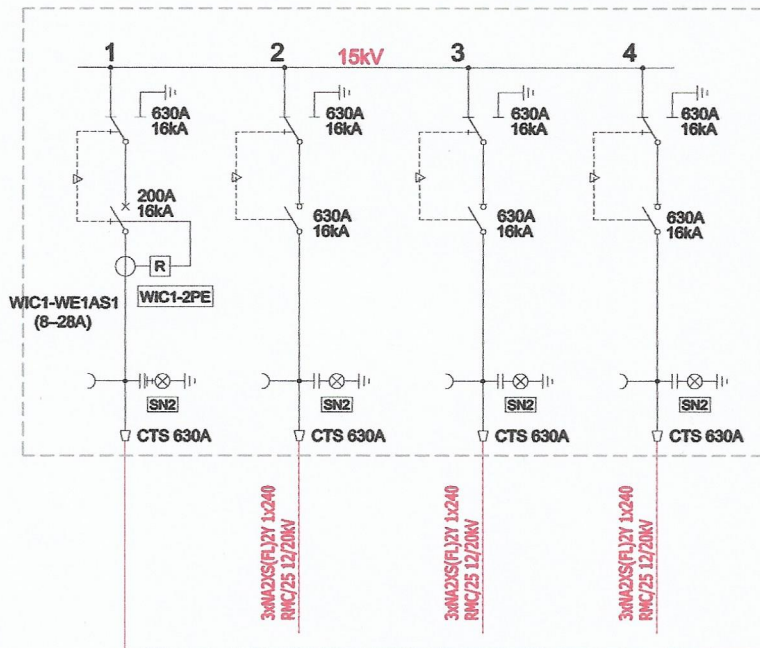 1
2
15kV
3
4
630A
16kA
630A
16kA
630A
16kA
630A
16kA
200A
16kA
630A
16kA
630A
16kA
630A
16kA
R
WIC1-WE1AS1
(8–28A)
WIC1-2PE
SN2
SN2
SN2
SN2
CTS 630A
CTS 630A
CTS 630A
CTS 630A
3xNA2XS(FL)2Y 1x240
RMC/25 12/20kV
3xNA2XS(FL)2Y 1x240
RMC/25 12/20kV
3xNA2XS(FL)2Y 1x240
RMC/25 12/20kV